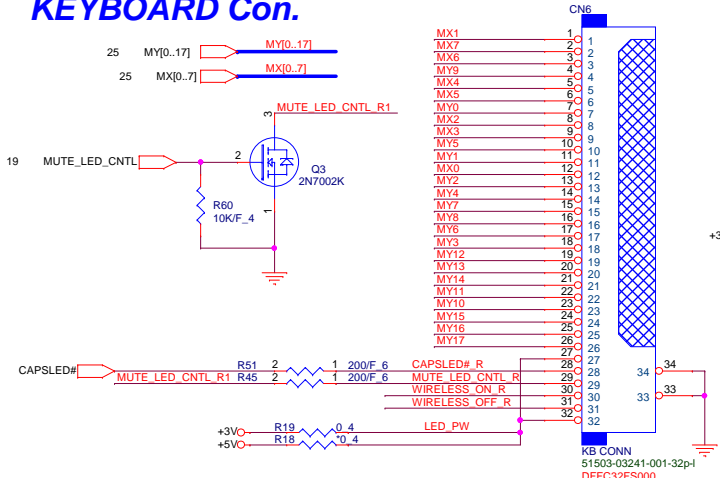 KEYBOARD Con.
CN6
25 MY[0..17] MY[0..17]
25 MX[0..7] MX[0..7]
MX1 1 1
MX7 2 2
MX6 3 3
MY9 4 4
MX4 5 5
MX5 6 6
MY0 7 7
MX2 8 8
MX3 9 9
MY5 10 10
MY1 11 11
MX0 12 12
MY2 13 13
MY4 14 14
MY7 15 15
MY8 16 16
MY6 17 17
MY3 18 18
MY12 19 19
MY13 20 20
MY14 21 21
MY11 22 22
MY10 23 23
MY15 24 24
MY16 25 25
MY17 26 26
27 27
28 28
29 29
30 30
31 31
32 32
34 34
33 33
MUTE_LED_CNTL_R1
3
19 MUTE_LED_CNTL 2
Q3
2N7002K
1
R60
10K/F_4
+3
CAPSLED# R51 2 1 200/F_6 CAPSLED#_R
MUTE_LED_CNTL_R1 R45 2 1 200/F_6 MUTE_LED_CNTL_R
WIRELESS_ON_R
WIRELESS_OFF_R
+3V R19 0_4 LED_PW
+5V R18 *0_4
KB CONN
51503-03241-001-32p-l
DFFC32FS000